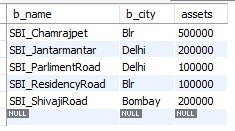 b_name b_city assets
SBI_Chamrajpet Blr 500000
SBI_Jantarmantar Delhi 200000
SBI_ParlimentRoad Delhi 100000
SBI_ResidencyRoad Blr 100000
SBI_ShivajiRoad Bombay 200000
NULL NULL NULL